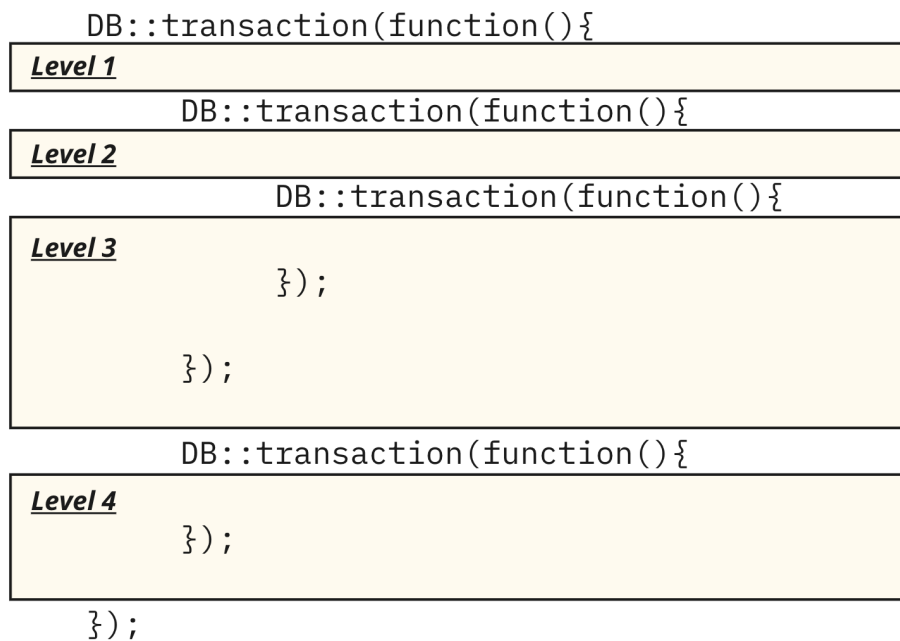 DB::transaction(function(){
Level 1
DB::transaction(function(){
Level 2
DB::transaction(function(){
Level 3
});
});
DB::transaction(function(){
Level 4
});
});